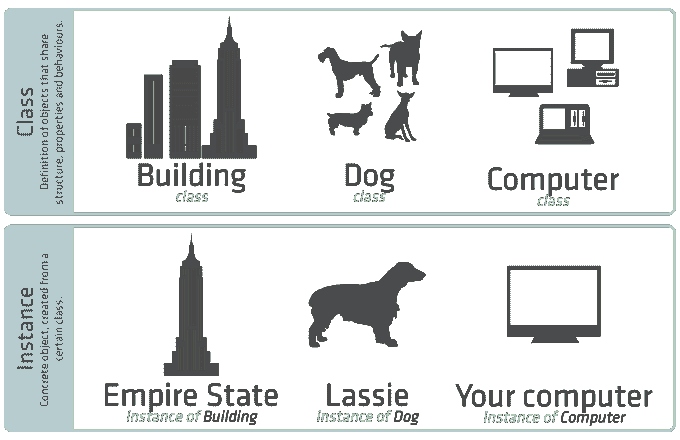 Class
Definition of objects that share
structure, properties and behaviours.
Building
class
Dog
class
Computer
class
Instance
Concrete object, created from a
certain class.
Empire State
Instance of Building
Lassie
Instance of Dog
Your computer
Instance of Computer